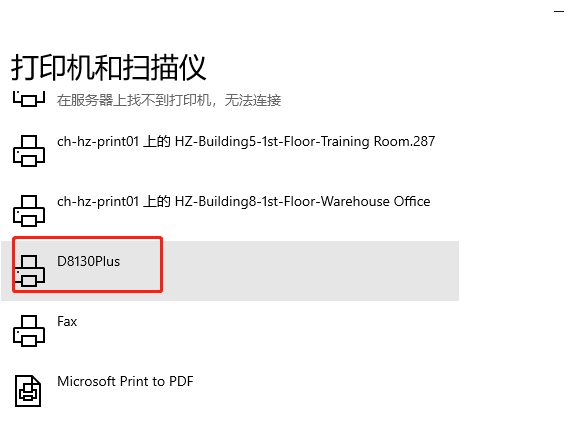 打印机和扫描仪
在服务器上找不到打印机，无法连接
ch-hz-print01 上的 HZ-Building5-1st-Floor-Training Room.287
ch-hz-print01 上的 HZ-Building8-1st-Floor-Warehouse Office
D8130Plus
Fax
Microsoft Print to PDF